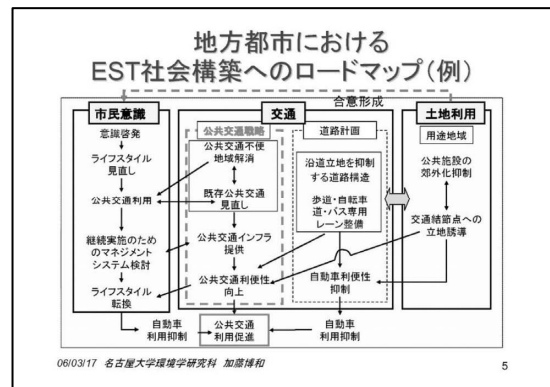 地方都市における
EST社会構築へのロードマップ(例)
合意形成
市民意識
意識啓発
ライフスタイル
見直し
公共交通利用
継続実施のため
のマネジメント
システム検討
ライフスタイル
転換
交通
公共交通戦略
公共交通不便
地域解消
既存公共交通
見直し
公共交通インフラ
提供
公共交通利便性
向上
道路計画
沿道立地を抑制
する道路構造
歩道・自転車
道・バス専用
レーン整備
自動車利便性
抑制
土地利用
用途地域
公共施設の
郊外化抑制
交通結節点への
立地誘導
自動車
利用抑制
公共交通
利用促進
自動車
利用抑制
06/03/17 名古屋大学環境学研究科 加藤博和
5